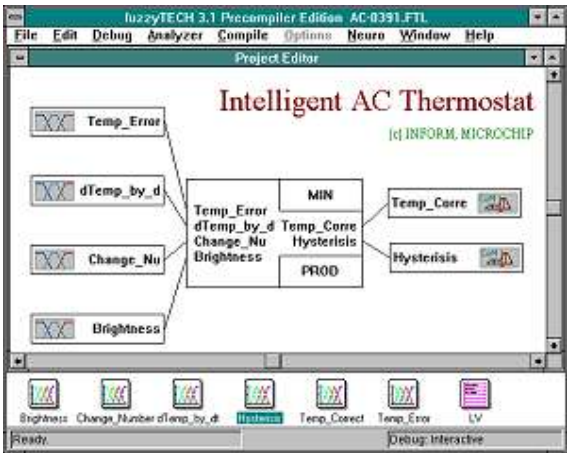 fuzzyTECH 3.1 Precompiler Edition AC-0391.FTL
File Edit Debug Analyzer Compile Options Neuro Window Help
Project Editor
Intelligent AC Thermostat
(c) INFORM, MICROCHIP
Temp_Error
dTemp_by_d
Change_Nu
Brightness
Temp_Error
dTemp_by_d
Change_Nu
Brightness
MIN
Temp_Corre
Hysterisis
PROD
Temp_Corre
Hysterisis
Brightness Change_Number dTemp_by_dt Hysterisis Temp_Correct Temp_Error LV
Ready. Debug: Interactive